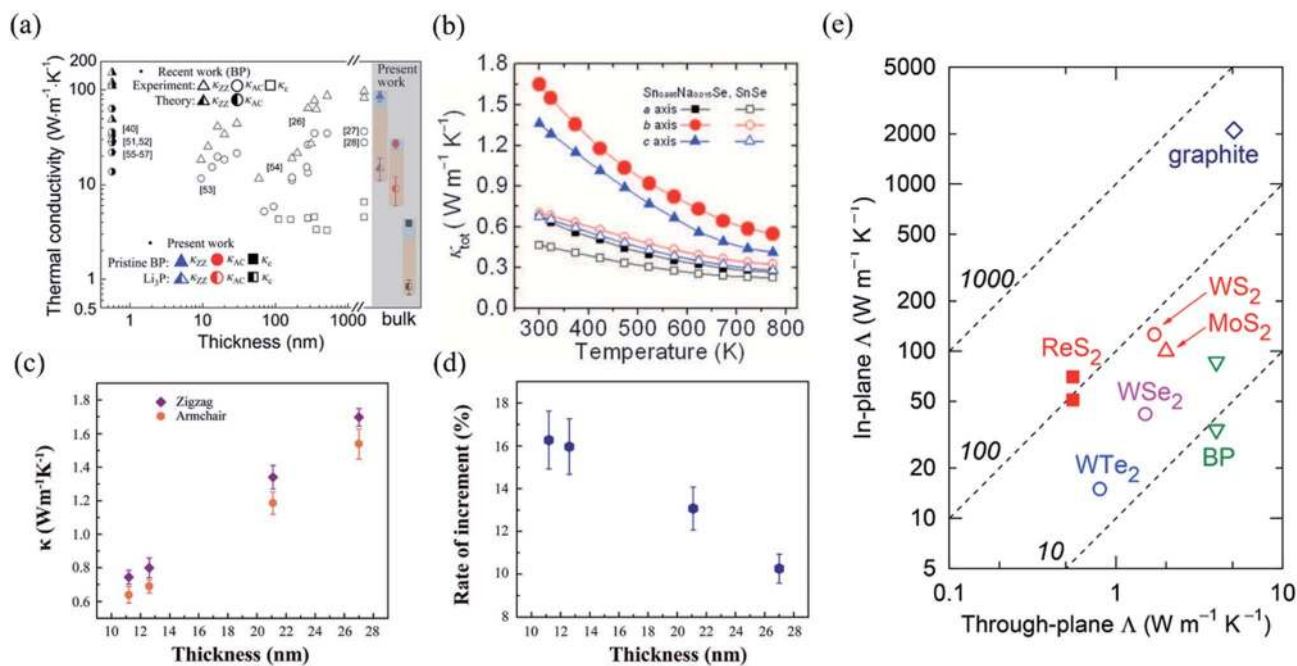 (a)
Thermal conductivity (W·m⁻¹·K⁻¹)
200
100
10
1
0.5
Recent work (BP)
Experiment: κZZ κAC κc
Theory: κZZ κAC
Present
work
[40]
[51,52]
[55-57]
[53]
[54]
[26]
[27]
[28]
Present work
Pristine BP: κZZ κAC κc
Li₃P: κZZ κAC κc
1 10 100 1000
bulk
Thickness (nm)
(b)
κtot (W m⁻¹ K⁻¹)
1.8
1.5
1.2
0.9
0.6
0.3
0.0
Sn0.985Na0.015Se, SnSe
a axis
b axis
c axis
300 400 500 600 700 800
Temperature (K)
(c)
κ (Wm⁻¹K⁻¹)
1.8
1.6
1.4
1.2
1.0
0.8
0.6
Zigzag
Armchair
10 12 14 16 18 20 22 24 26 28
Thickness (nm)
(d)
Rate of increment (%)
18
16
14
12
10
8
10 12 14 16 18 20 22 24 26 28
Thickness (nm)
(e)
In-plane Λ (W m⁻¹ K⁻¹)
5000
2000
1000
500
200
100
50
20
10
5
graphite
1000
WS₂
MoS₂
ReS₂
WSe₂
100
BP
WTe₂
10
0.1 1 10
Through-plane Λ (W m⁻¹ K⁻¹)